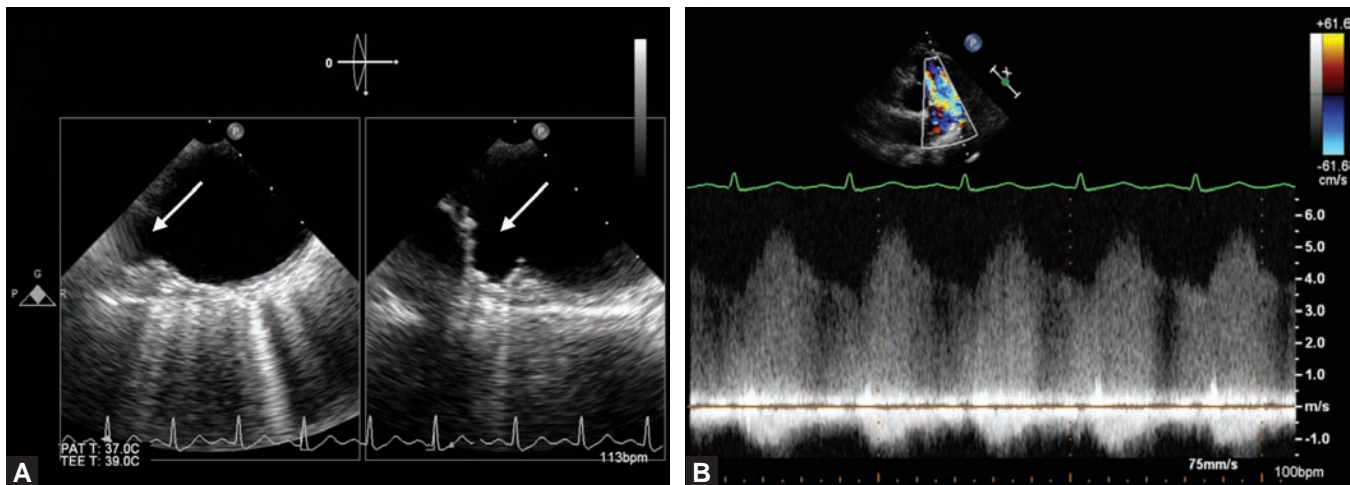 0
P
P
G
P R
PAT T: 37.0C
TEE T: 39.0C
113bpm
A
P
X
+61.6
-61.6
cm/s
6.0
5.0
4.0
3.0
2.0
1.0
m/s
-1.0
75mm/s
100bpm
B